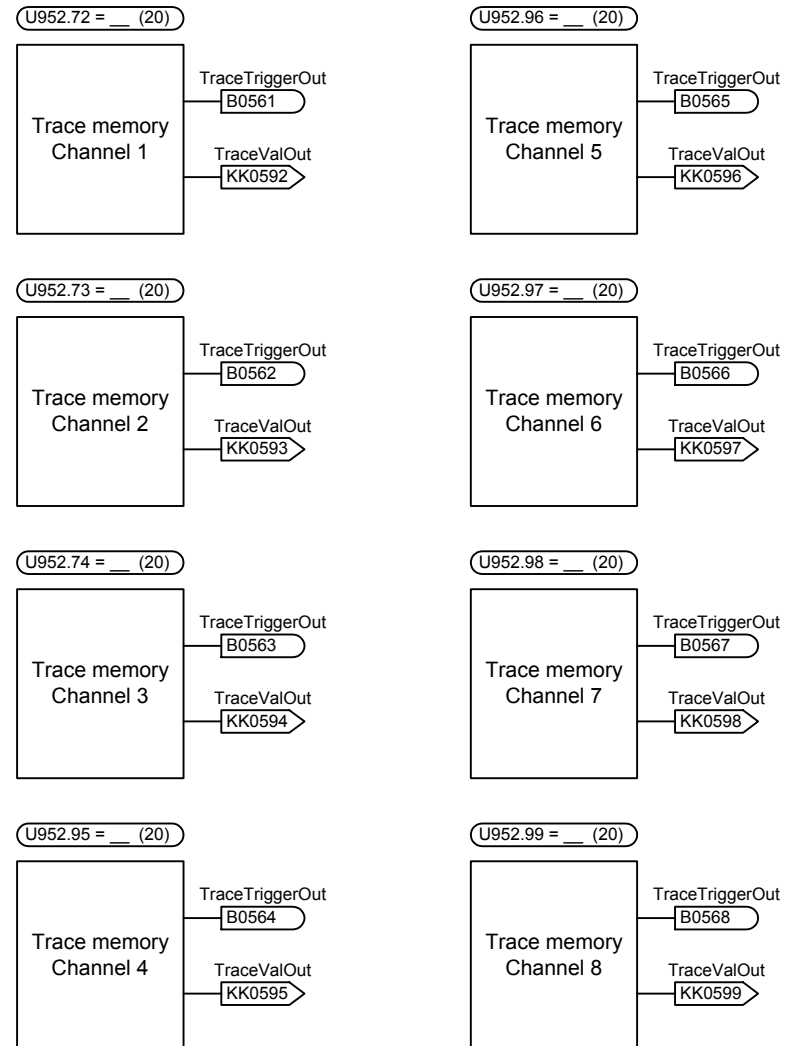 U952.72 = __ (20)
TraceTriggerOut
B0561
Trace memory
Channel 1
TraceValOut
KK0592
U952.96 = __ (20)
TraceTriggerOut
B0565
Trace memory
Channel 5
TraceValOut
KK0596
U952.73 = __ (20)
TraceTriggerOut
B0562
Trace memory
Channel 2
TraceValOut
KK0593
U952.97 = __ (20)
TraceTriggerOut
B0566
Trace memory
Channel 6
TraceValOut
KK0597
U952.74 = __ (20)
TraceTriggerOut
B0563
Trace memory
Channel 3
TraceValOut
KK0594
U952.98 = __ (20)
TraceTriggerOut
B0567
Trace memory
Channel 7
TraceValOut
KK0598
U952.95 = __ (20)
TraceTriggerOut
B0564
Trace memory
Channel 4
TraceValOut
KK0595
U952.99 = __ (20)
TraceTriggerOut
B0568
Trace memory
Channel 8
TraceValOut
KK0599